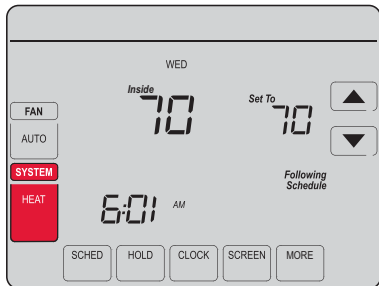 WED
Inside
Set To
70
70
FAN
AUTO
SYSTEM
HEAT
Following
Schedule
6:01 AM
SCHED HOLD CLOCK SCREEN MORE